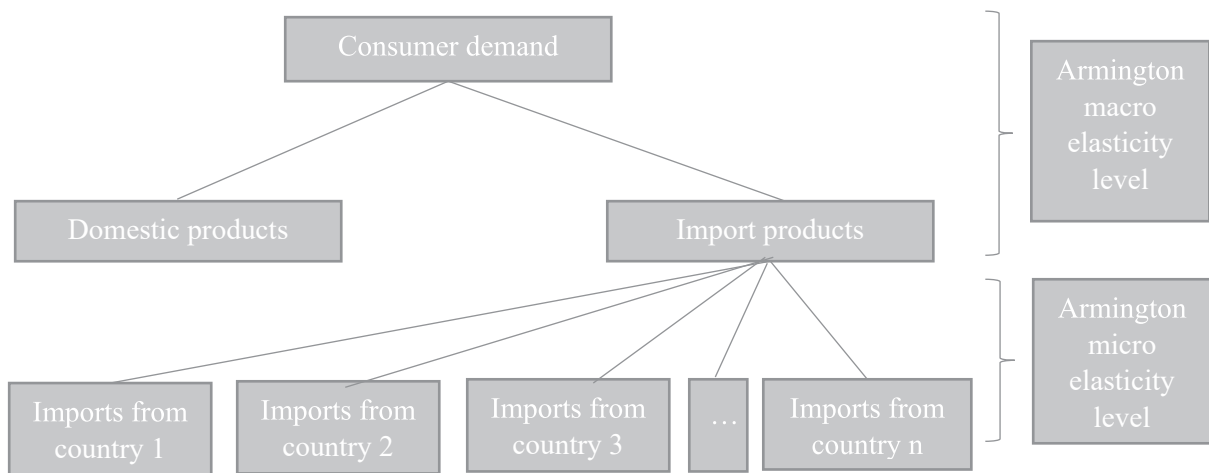 Consumer demand
Armington
macro
elasticity
level
Domestic products
Import products
Armington
micro
elasticity
level
Imports from
country 1
Imports from
country 2
Imports from
country 3
…
Imports from
country n